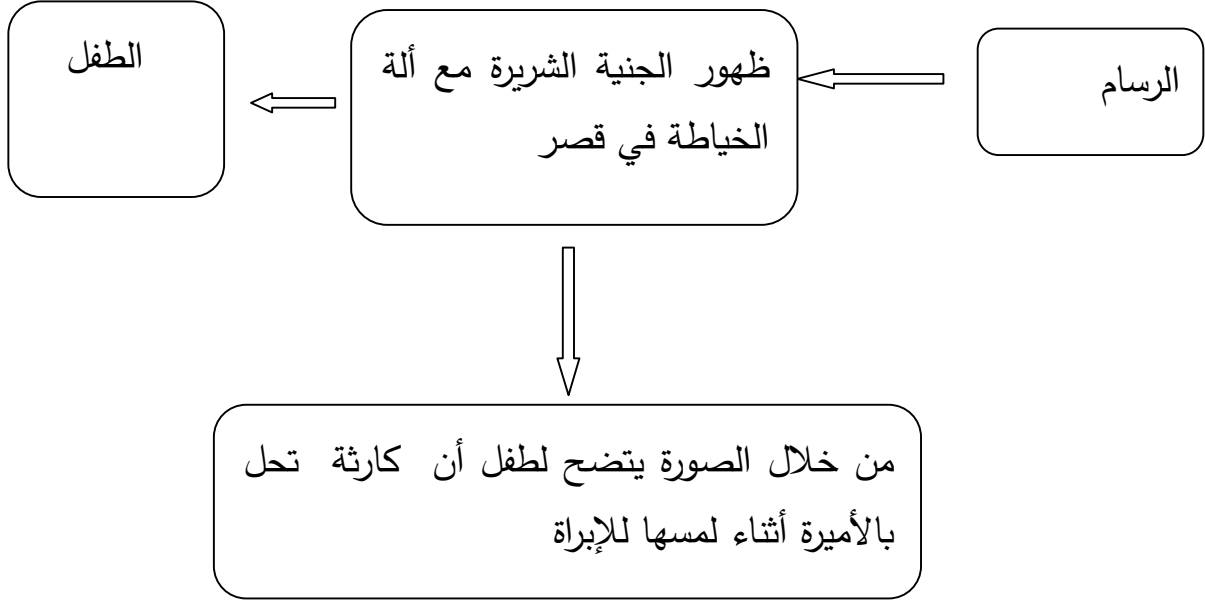 الرسام
ظهور الجنية الشريرة مع ألة
الخياطة في قصر
الطفل
من خلال الصورة يتضح لطفل أن كارثة تحل
بالأميرة أثناء لمسها للإبراة